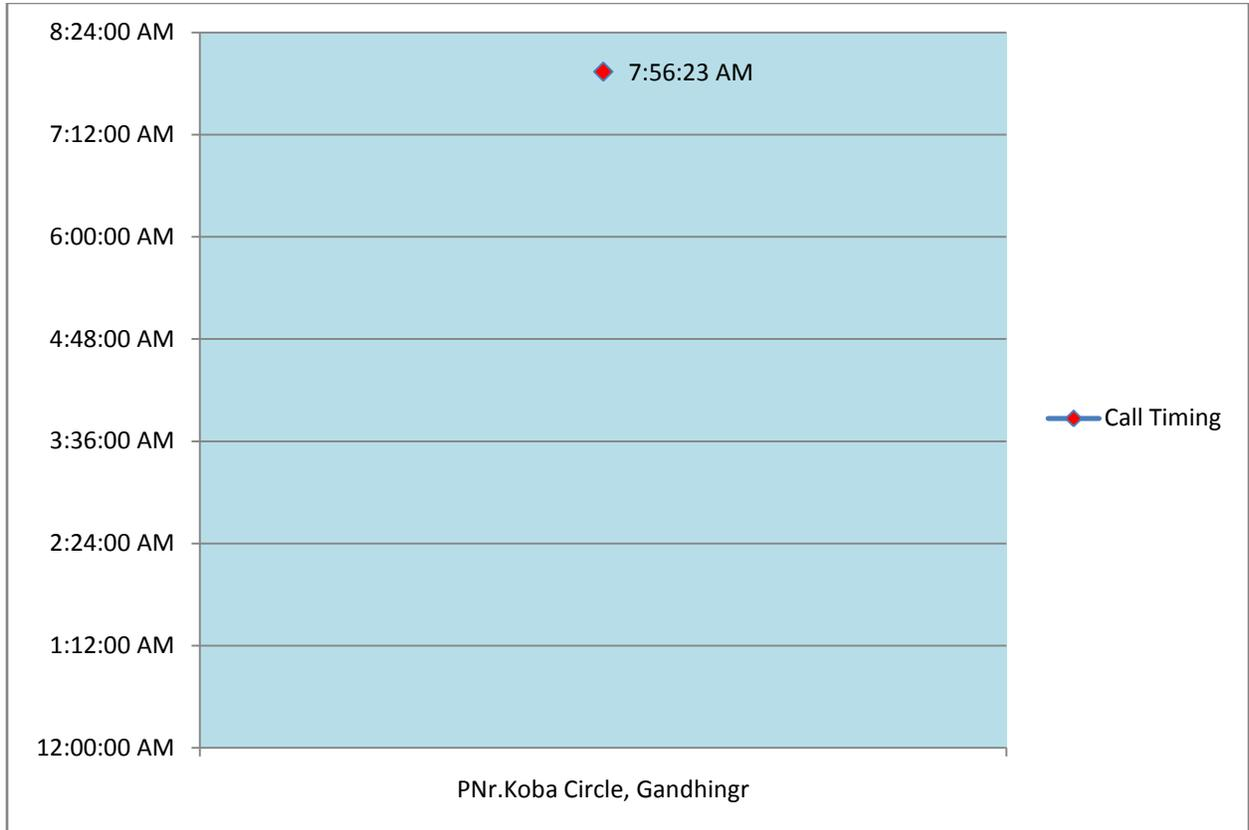 8:24:00 AM
7:56:23 AM
7:12:00 AM
6:00:00 AM
4:48:00 AM
Call Timing
3:36:00 AM
2:24:00 AM
1:12:00 AM
12:00:00 AM
PNr.Koba Circle, Gandhingr